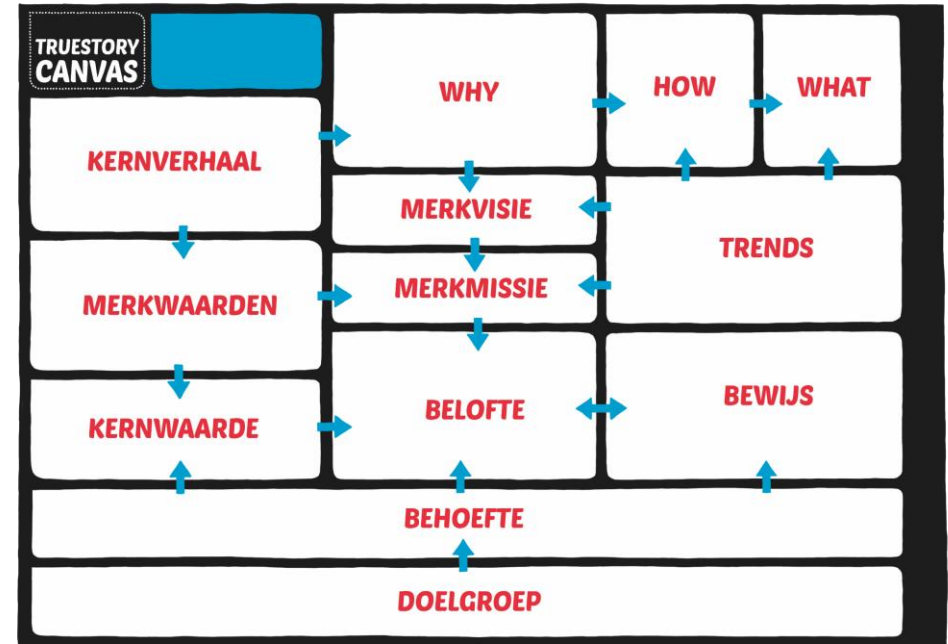 TRUESTORY
CANVAS
WHY
HOW
WHAT
KERNVERHAAL
MERKVISIE
TRENDS
MERKWAARDEN
MERKMISSIE
KERNWAARDE
BELOFTE
BEWIJS
BEHOEFTE
DOELGROEP